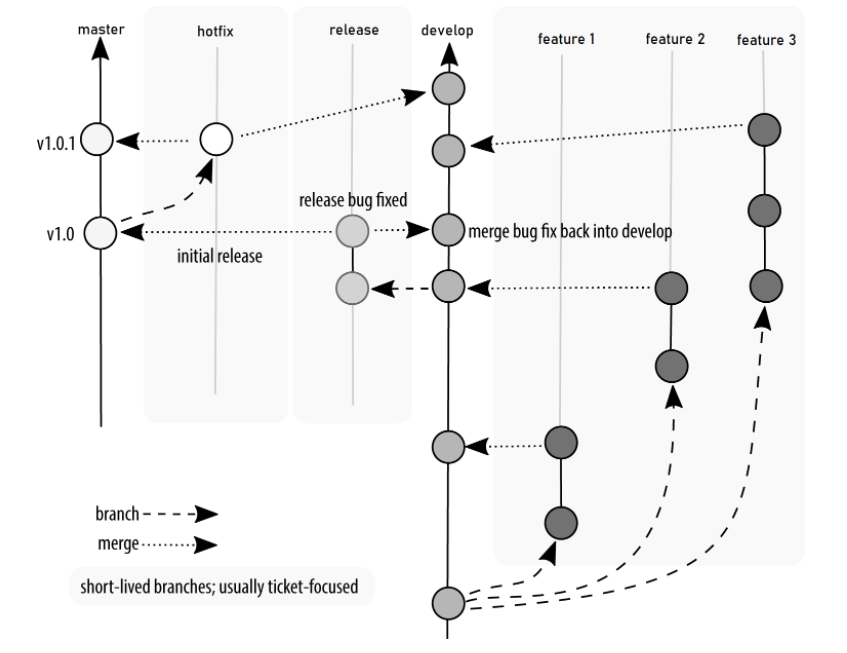 master
hotfix
release
develop
feature 1
feature 2
feature 3
v1.0.1
release bug fixed
v1.0
merge bug fix back into develop
initial release
branch
merge
short-lived branches; usually ticket-focused